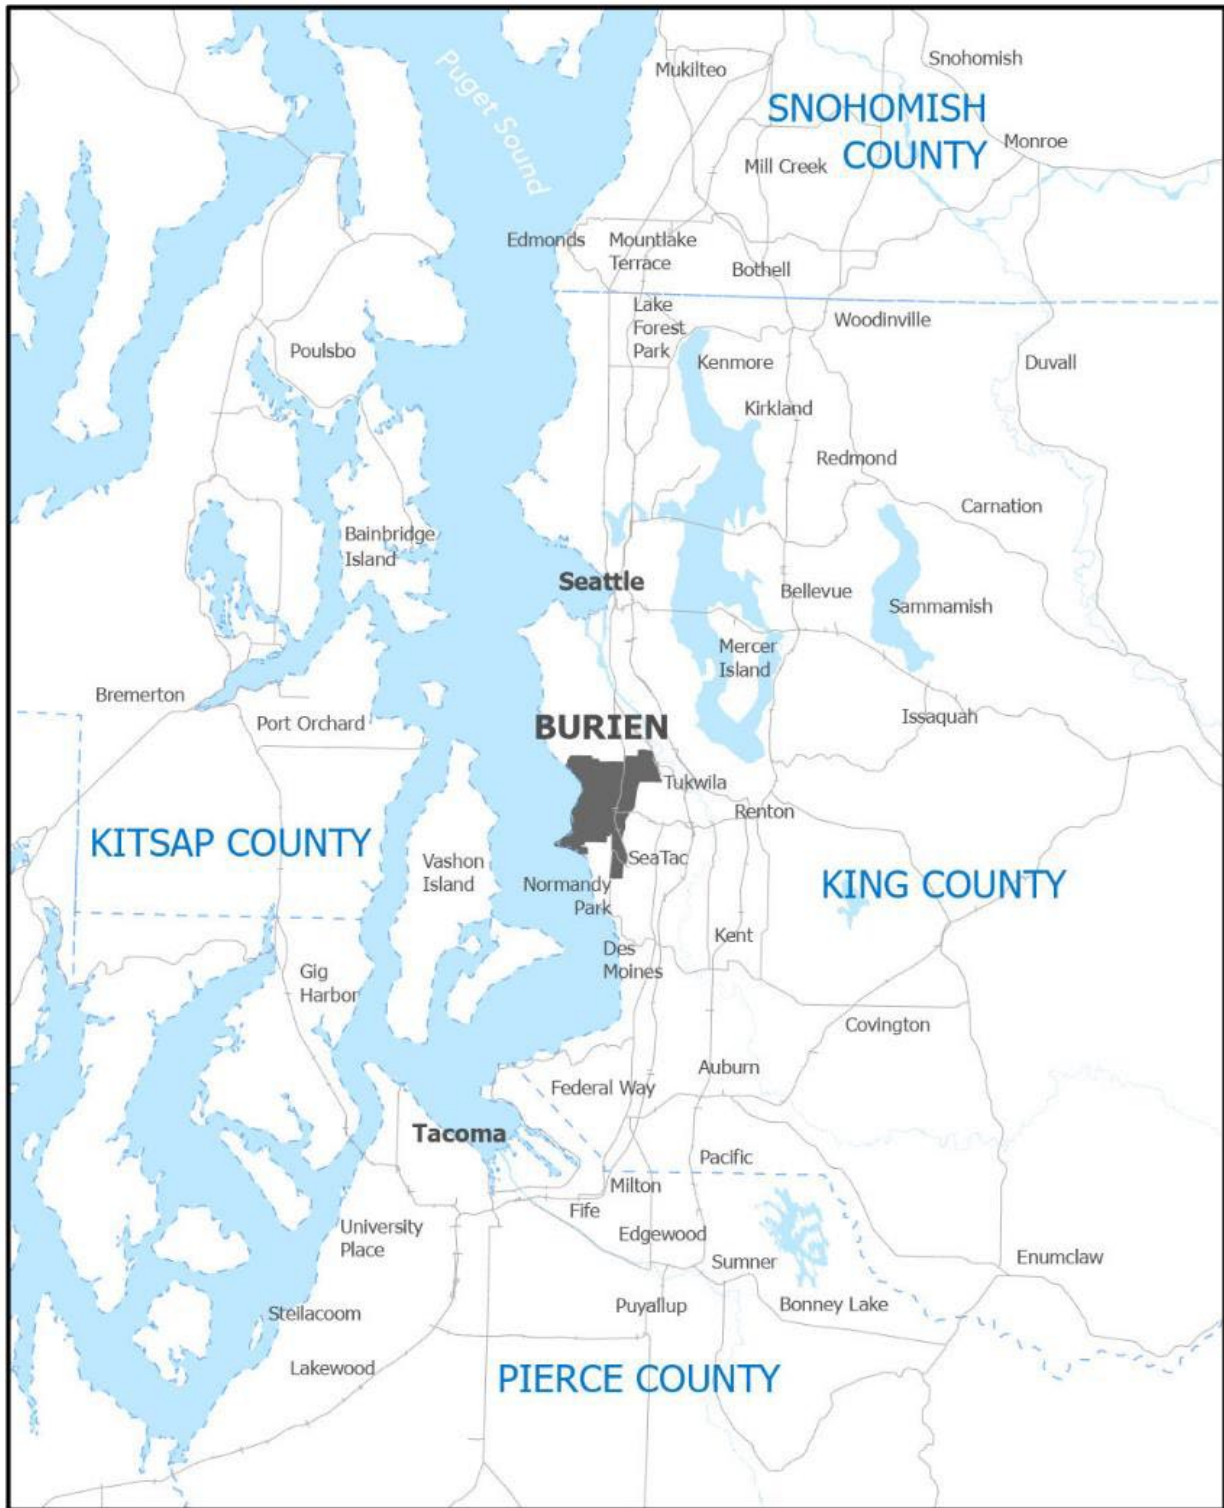 Puget Sound
Mukilteo
Snohomish
SNOHOMISH
COUNTY
Monroe
Mill Creek
Edmonds
Mountlake
Terrace
Bothell
Lake
Forest
Park
Woodinville
Poulsbo
Kenmore
Duvall
Kirkland
Redmond
Carnation
Bainbridge
Island
Seattle
Bellevue
Sammamish
Mercer
Island
Bremerton
Port Orchard
Issaquah
BURIEN
Tukwila
Renton
KITSAP COUNTY
Vashon
Island
SeaTac
Normandy
Park
KING COUNTY
Kent
Des
Moines
Gig
Harbor
Covington
Auburn
Federal Way
Tacoma
Pacific
Milton
Fife
University
Place
Edgewood
Sumner
Enumclaw
Steilacoom
Puyallup
Bonney Lake
Lakewood
PIERCE COUNTY